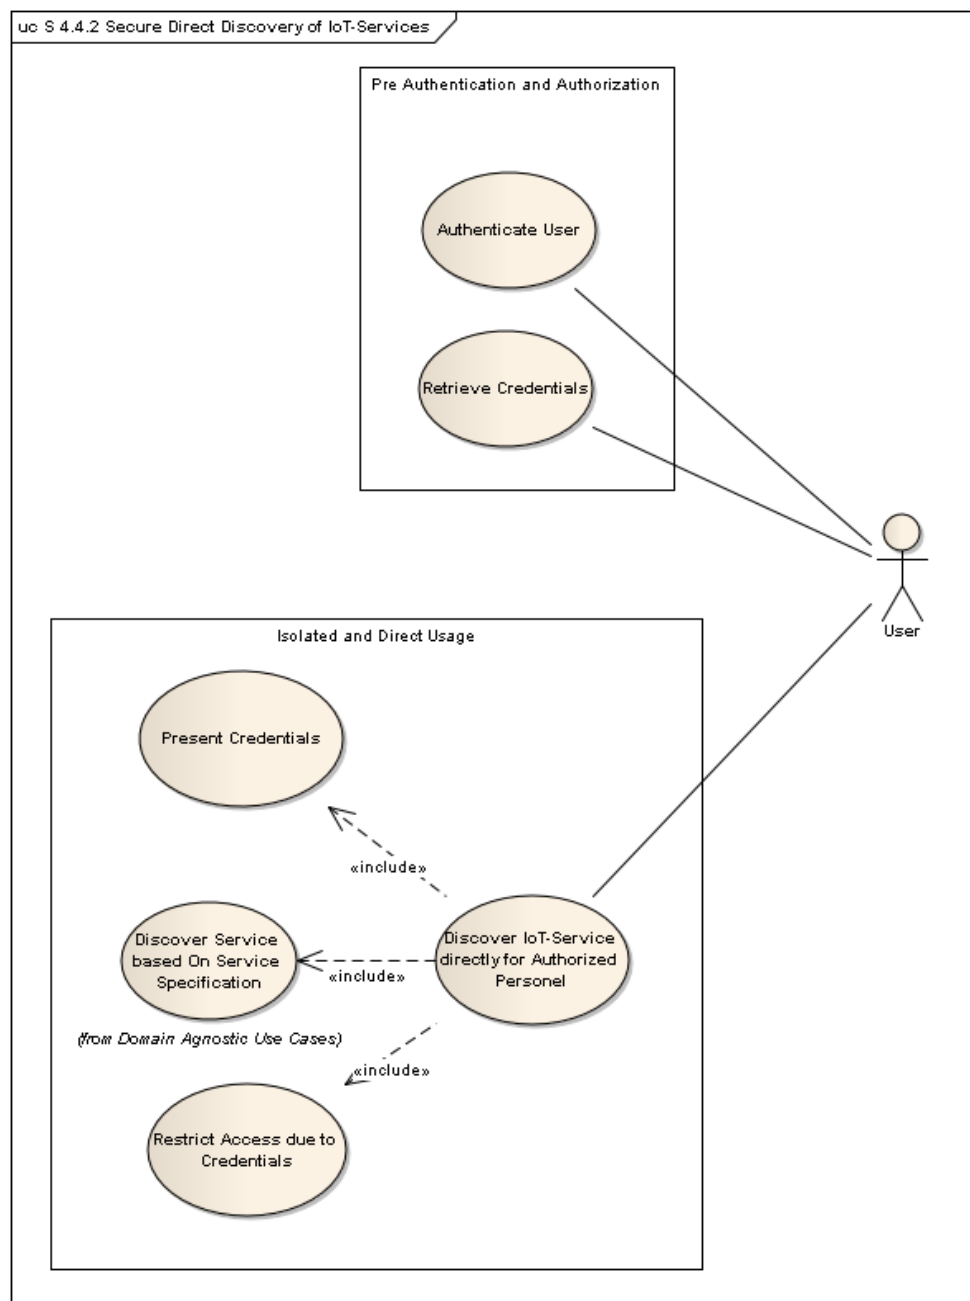 uc S 4.4.2 Secure Direct Discovery of IoT-Services
Pre Authentication and Authorization
Authenticate User
Retrieve Credentials
User
Isolated and Direct Usage
Present Credentials
«include»
Discover Service
based On Service
Specification
«include»
Discover IoT-Service
directly for Authorized
Personel
(from Domain Agnostic Use Cases)
«include»
Restrict Access due to
Credentials